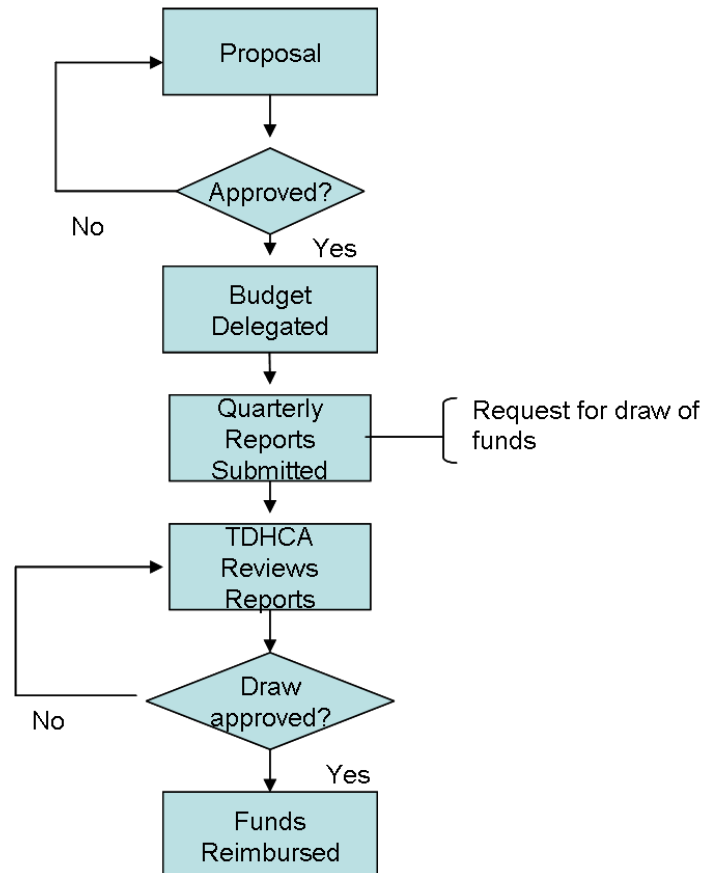 Proposal
Approved?
No
Yes
Budget
Delegated
Quarterly
Reports
Submitted
Request for draw of
funds
TDHCA
Reviews
Reports
Draw
approved?
No
Yes
Funds
Reimbursed